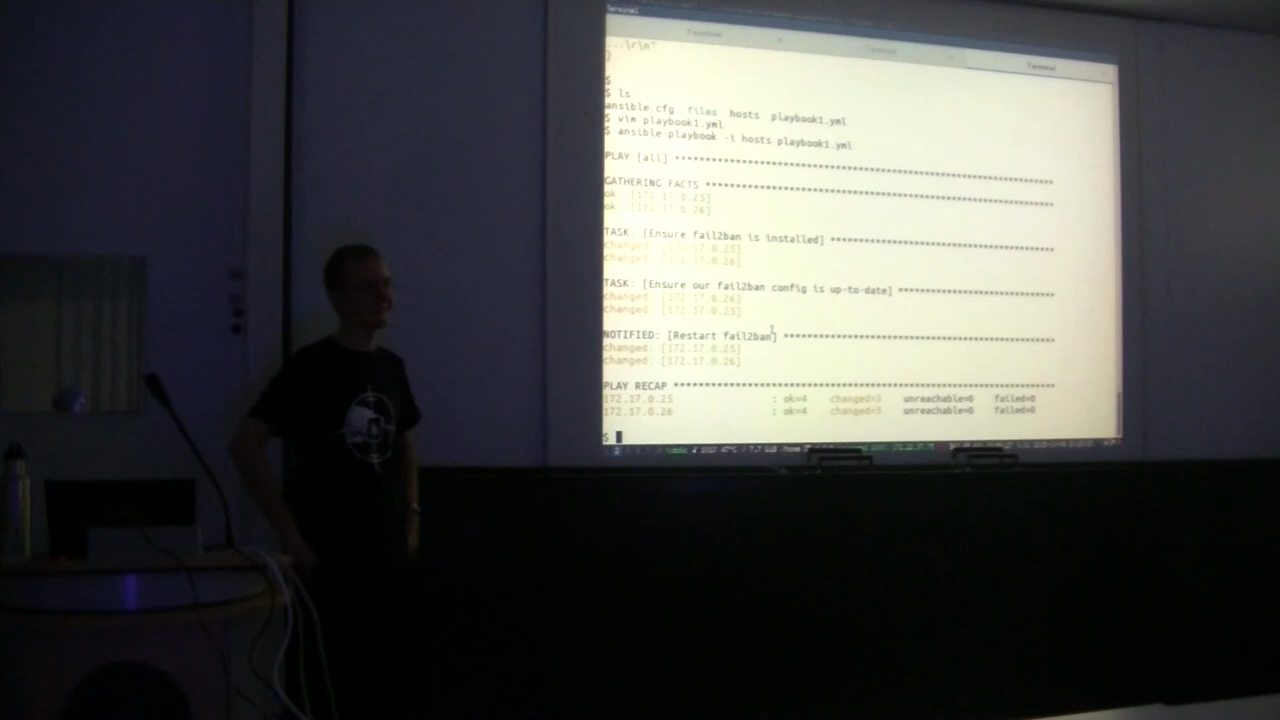 Terminal
Terminal
Terminal
Terminal
...\r\n"
}
$
$ ls
ansible.cfg files hosts playbook1.yml
$ vim playbook1.yml
$ ansible-playbook -i hosts playbook1.yml
PLAY [all] ****************************************************************
GATHERING FACTS ***********************************************************
ok: [172.17.0.25]
ok: [172.17.0.26]
TASK: [Ensure fail2ban is installed] **************************************
changed: [172.17.0.25]
changed: [172.17.0.26]
TASK: [Ensure our fail2ban config is up-to-date] **************************
changed: [172.17.0.26]
changed: [172.17.0.25]
NOTIFIED: [Restart fail2ban] **********************************************
changed: [172.17.0.25]
changed: [172.17.0.26]
PLAY RECAP ****************************************************************
172.17.0.25 : ok=4 changed=3 unreachable=0 failed=0
172.17.0.26 : ok=4 changed=3 unreachable=0 failed=0
$